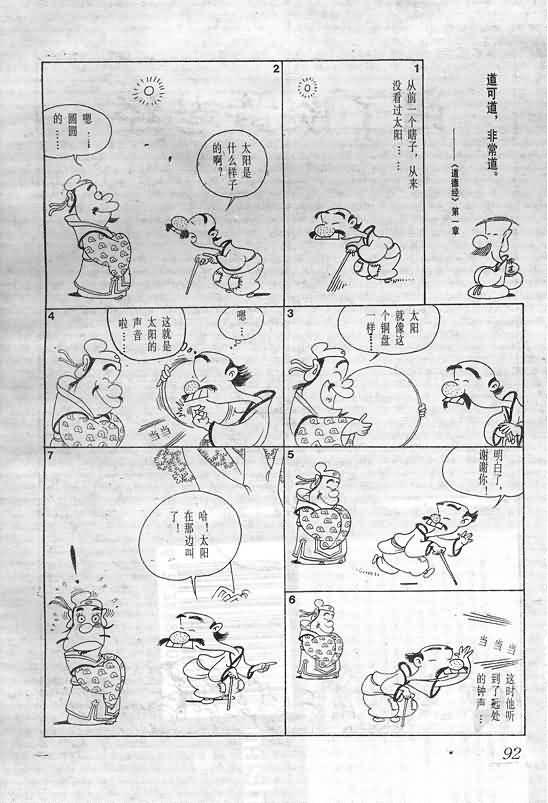 道可道，非常道。
——《道德经》第一章
1
从前一个瞎子，从来
没看过太阳……
2
太阳是
什么样子
的啊？
嗯…
圆圆
的……
3
太阳
就像这
个铜盘
一样……
4
嗯…
这就是
太阳的
声音
啦……
当当
5
明白了，
谢谢你！
6
当当当
这时他听
到了远处
的钟声…
7
哈！太阳
在那边叫
了！
！
92